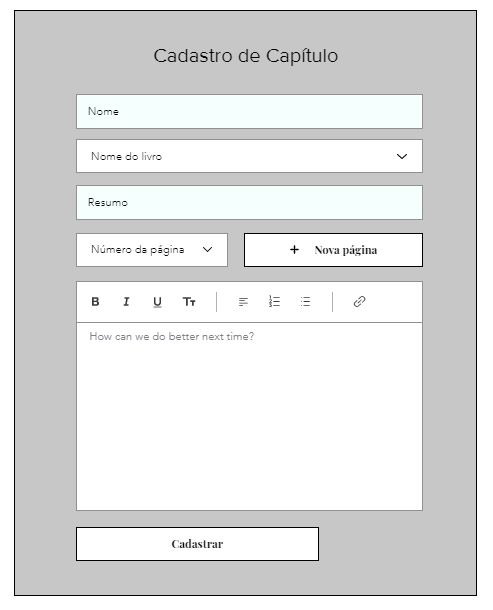 Cadastro de Capítulo
Nome
Nome do livro
Resumo
Número da página
+ Nova página
B I U TT
How can we do better next time?
Cadastrar